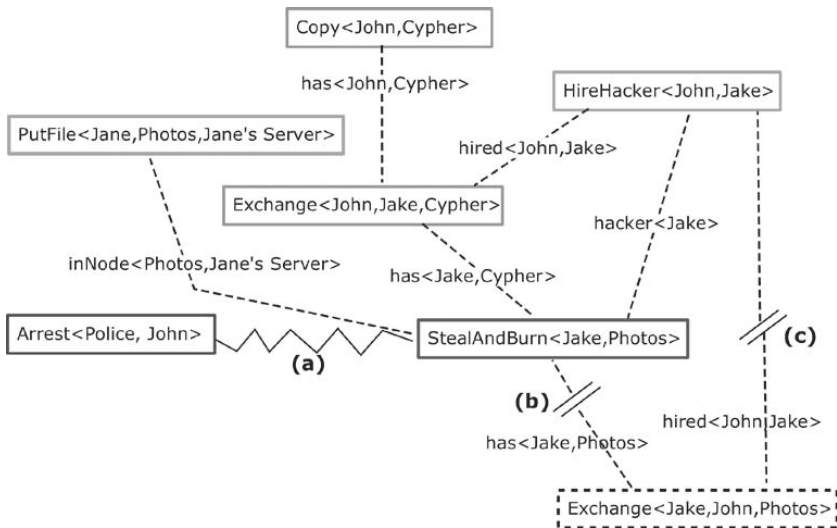 Copy<John,Cypher>
has<John,Cypher>
HireHacker<John,Jake>
PutFile<Jane,Photos,Jane's Server>
hired<John,Jake>
Exchange<John,Jake,Cypher>
hacker<Jake>
inNode<Photos,Jane's Server>
has<Jake,Cypher>
Arrest<Police, John>
StealAndBurn<Jake,Photos>
(c)
(a)
(b)
hired<John,Jake>
has<Jake,Photos>
Exchange<Jake,John,Photos>